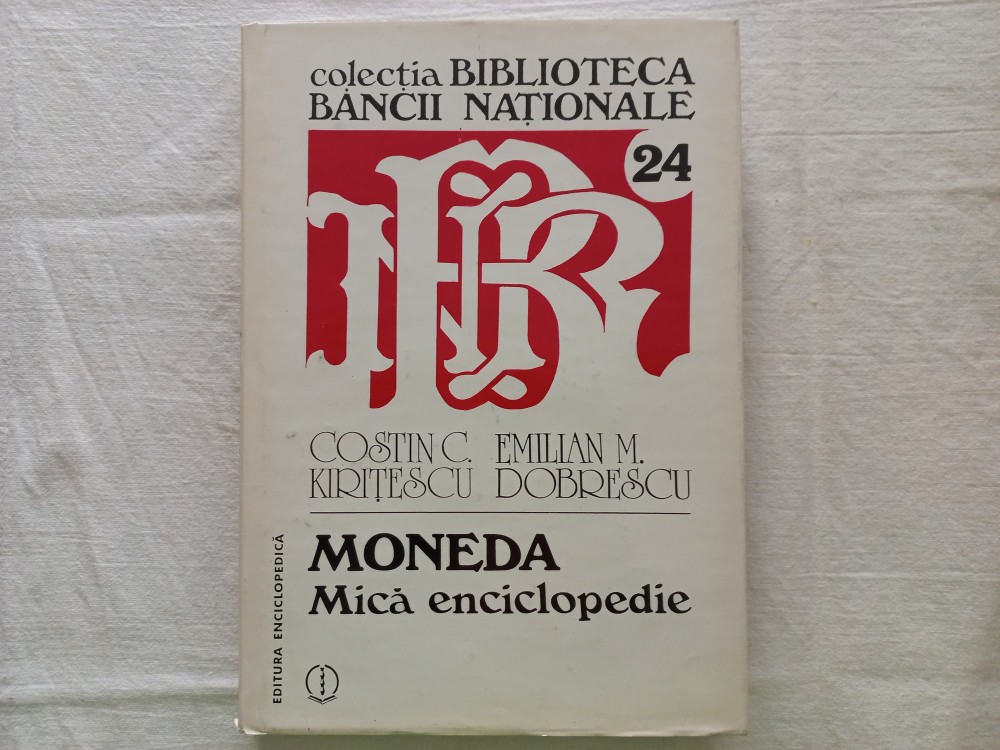 colecția BIBLIOTECA
BĂNCII NAȚIONALE
24
BNR
COSTIN C. KIRIȚESCU
EMILIAN M. DOBRESCU
MONEDA
Mică enciclopedie
EDITURA ENCICLOPEDICĂ